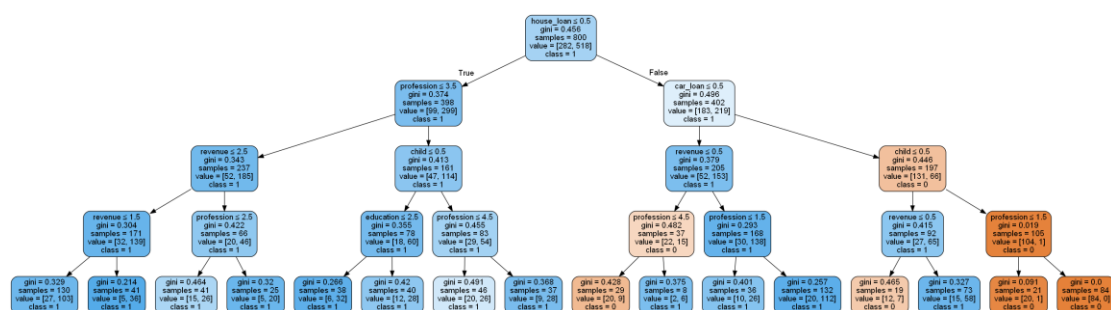 house_loan ≤ 0.5
gini = 0.456
samples = 800
value = [282, 518]
class = 1
True
False
profession ≤ 3.5
gini = 0.374
samples = 398
value = [99, 299]
class = 1
car_loan ≤ 0.5
gini = 0.496
samples = 402
value = [183, 219]
class = 1
revenue ≤ 2.5
gini = 0.343
samples = 237
value = [52, 185]
class = 1
child ≤ 0.5
gini = 0.413
samples = 161
value = [47, 114]
class = 1
revenue ≤ 0.5
gini = 0.379
samples = 205
value = [52, 153]
class = 1
child ≤ 0.5
gini = 0.446
samples = 197
value = [131, 66]
class = 0
revenue ≤ 1.5
gini = 0.304
samples = 171
value = [32, 139]
class = 1
profession ≤ 2.5
gini = 0.422
samples = 66
value = [20, 46]
class = 1
education ≤ 2.5
gini = 0.355
samples = 78
value = [18, 60]
class = 1
profession ≤ 4.5
gini = 0.455
samples = 83
value = [29, 54]
class = 1
profession ≤ 4.5
gini = 0.482
samples = 37
value = [22, 15]
class = 0
profession ≤ 1.5
gini = 0.293
samples = 168
value = [30, 138]
class = 1
revenue ≤ 0.5
gini = 0.415
samples = 92
value = [27, 65]
class = 1
profession ≤ 1.5
gini = 0.019
samples = 105
value = [104, 1]
class = 0
gini = 0.329
samples = 130
value = [27, 103]
class = 1
gini = 0.214
samples = 41
value = [5, 36]
class = 1
gini = 0.464
samples = 41
value = [15, 26]
class = 1
gini = 0.32
samples = 25
value = [5, 20]
class = 1
gini = 0.266
samples = 38
value = [6, 32]
class = 1
gini = 0.42
samples = 40
value = [12, 28]
class = 1
gini = 0.491
samples = 46
value = [20, 26]
class = 1
gini = 0.368
samples = 37
value = [9, 28]
class = 1
gini = 0.428
samples = 29
value = [20, 9]
class = 0
gini = 0.375
samples = 8
value = [2, 6]
class = 1
gini = 0.401
samples = 36
value = [10, 26]
class = 1
gini = 0.257
samples = 132
value = [20, 112]
class = 1
gini = 0.465
samples = 19
value = [12, 7]
class = 0
gini = 0.327
samples = 73
value = [15, 58]
class = 1
gini = 0.091
samples = 21
value = [20, 1]
class = 0
gini = 0.0
samples = 84
value = [84, 0]
class = 0